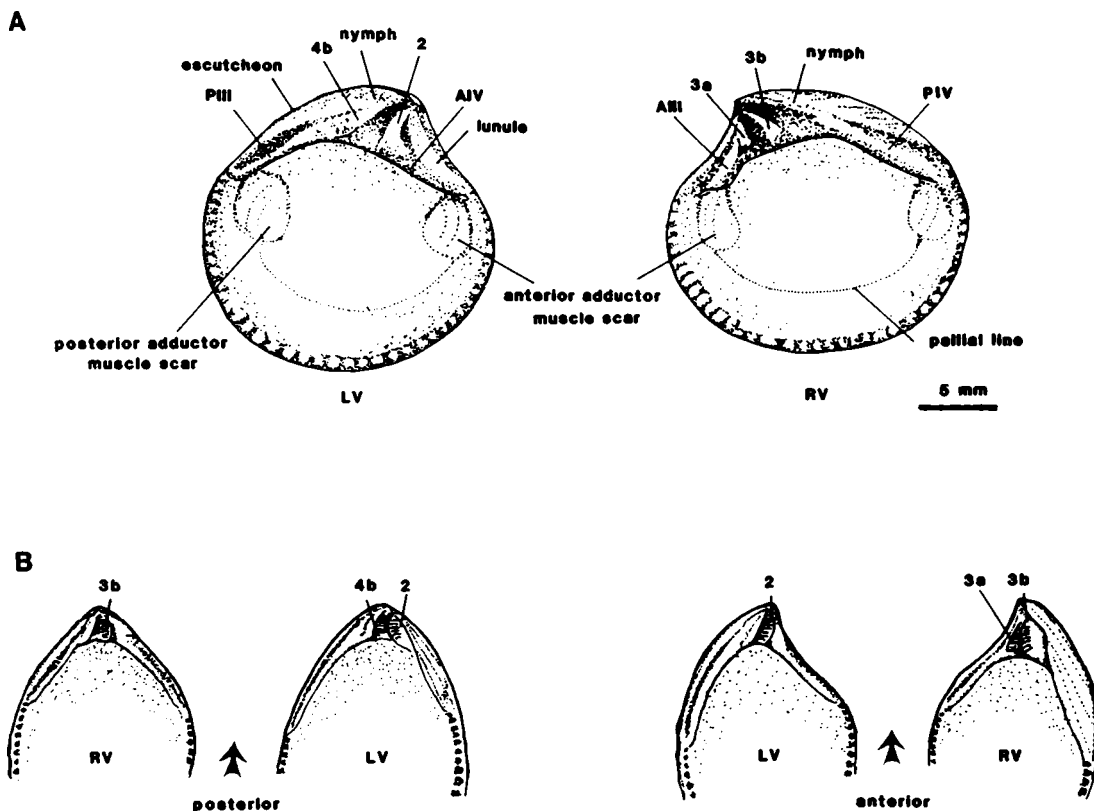 A
nymph
4b
2
escutcheon
PIII
AIV
lunule
3b
nymph
3a
AIII
PIV
anterior adductor
muscle scar
posterior adductor
muscle scar
pallial line
LV
RV
5 mm
B
3b
4b
2
2
3a
3b
RV
LV
LV
RV
posterior
anterior